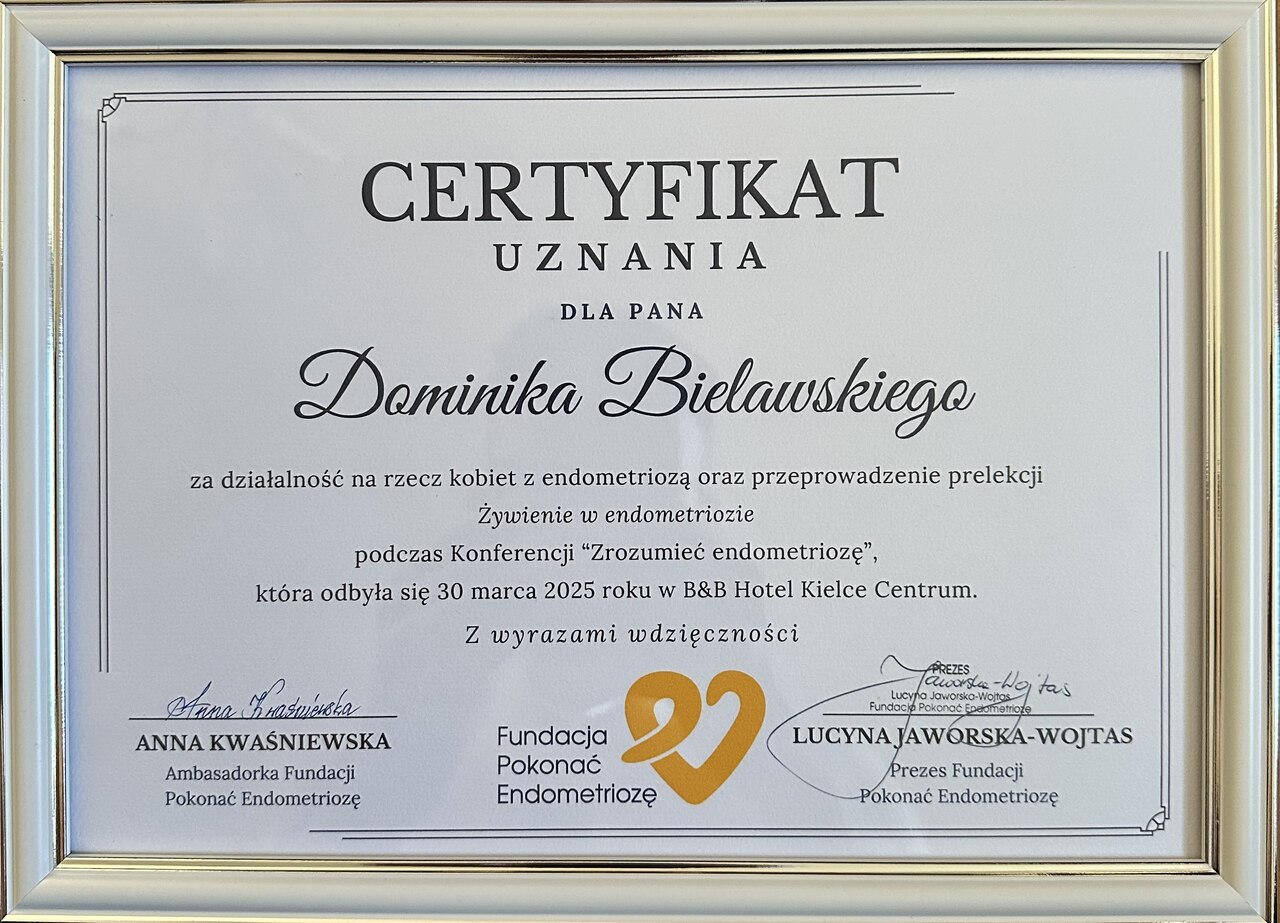 CERTYFIKAT
UZNANIA
DLA PANA
Dominika Bielawskiego
za działalność na rzecz kobiet z endometriozą oraz przeprowadzenie prelekcji
Żywienie w endometriozie
podczas Konferencji “Zrozumieć endometriozę”,
która odbyła się 30 marca 2025 roku w B&B Hotel Kielce Centrum.
Z wyrazami wdzięczności
Anna Kwaśniewska
ANNA KWAŚNIEWSKA
Ambasadorka Fundacji
Pokonać Endometriozę
Fundacja
Pokonać
Endometriozę
PREZES
Jaworska-Wojtas
Lucyna Jaworska-Wojtas
Fundacja Pokonać Endometriozę
LUCYNA JAWORSKA-WOJTAS
Prezes Fundacji
Pokonać Endometriozę